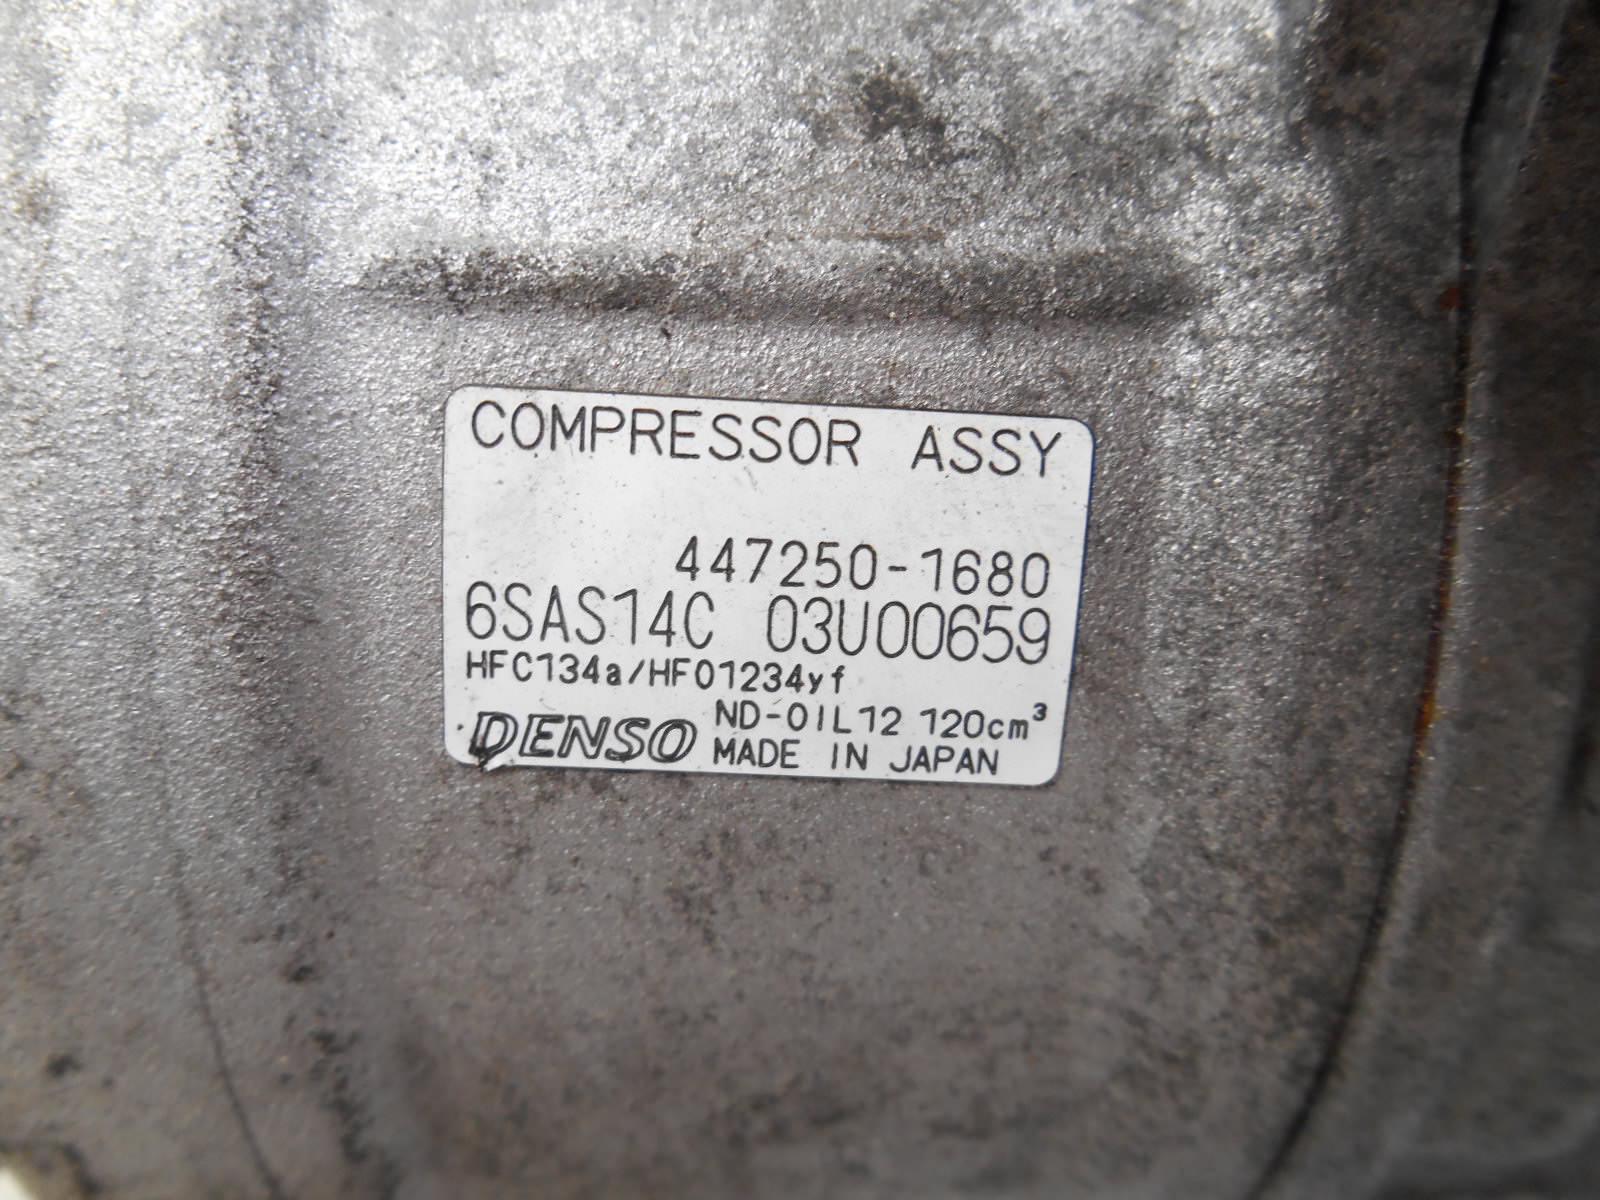 COMPRESSOR ASSY
447250-1680
6SAS14C 03U00659
HFC134a/HFO1234yf
ND-OIL12 120cm³
DENSO MADE IN JAPAN